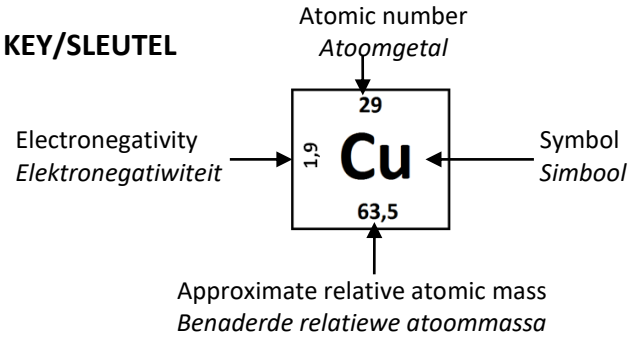 Atomic number
KEY/SLEUTEL
Atoomgetal
29
Electronegativity
Elektronegatiwiteit
1,9
Cu
Symbol
Simbool
63,5
Approximate relative atomic mass
Benaderde relatiewe atoommassa